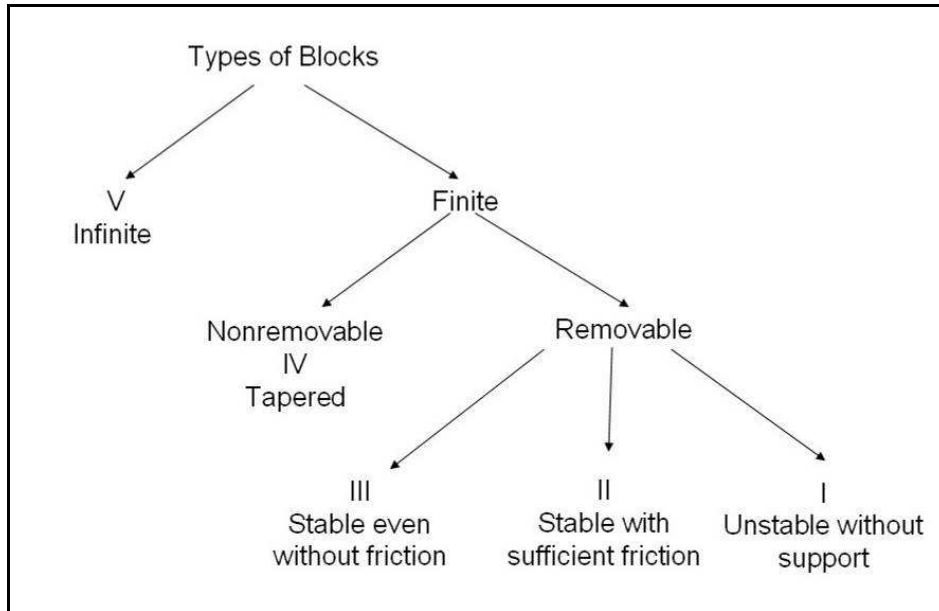 Types of Blocks
V
Infinite
Finite
Nonremovable
IV
Tapered
Removable
III
Stable even
without friction
II
Stable with
sufficient friction
I
Unstable without
support